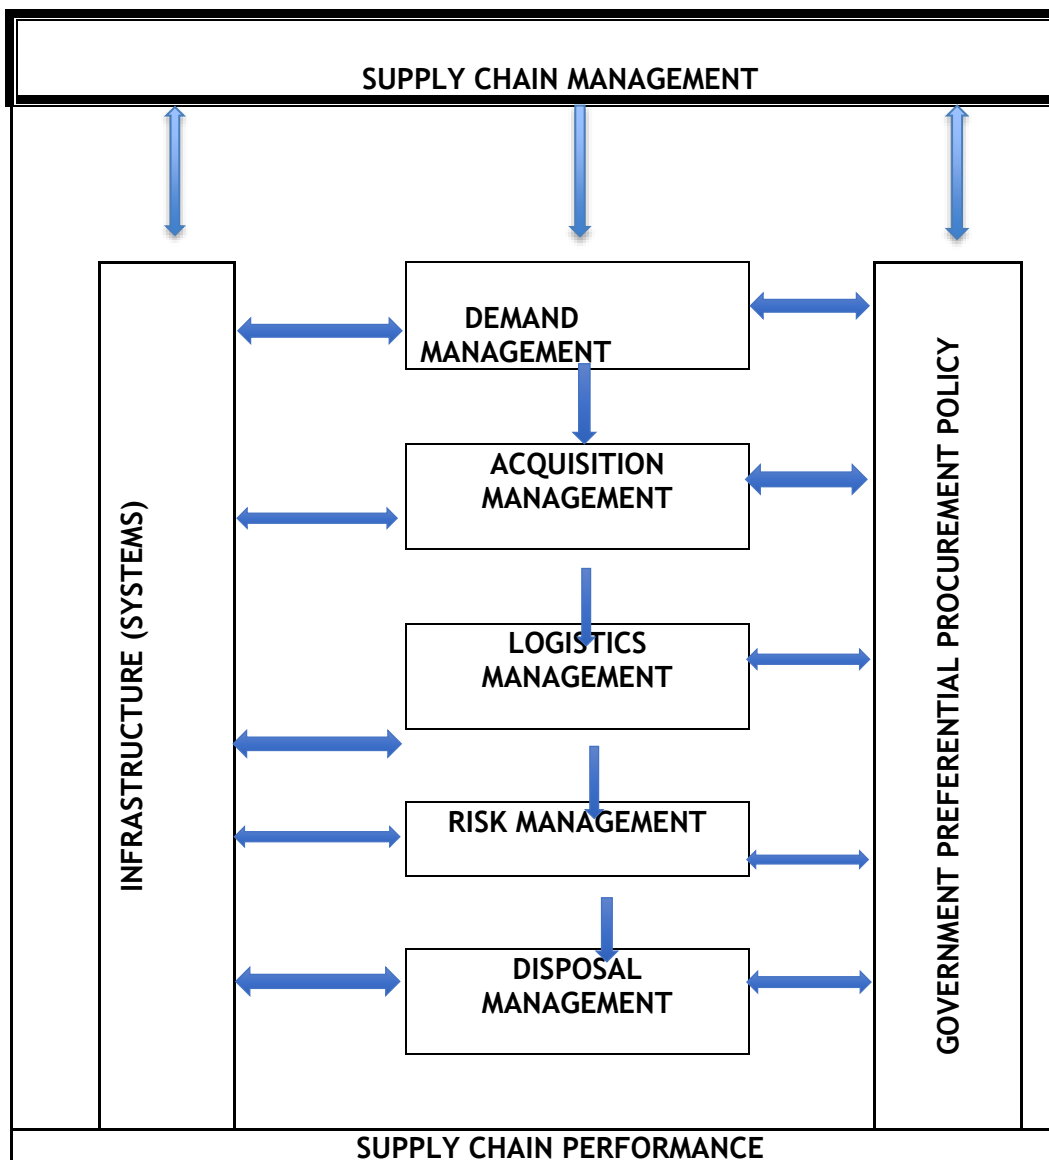 SUPPLY CHAIN MANAGEMENT
INFRASTRUCTURE (SYSTEMS)
DEMAND
MANAGEMENT
ACQUISITION
MANAGEMENT
LOGISTICS
MANAGEMENT
RISK MANAGEMENT
DISPOSAL
MANAGEMENT
GOVERNMENT PREFERENTIAL PROCUREMENT POLICY
SUPPLY CHAIN PERFORMANCE